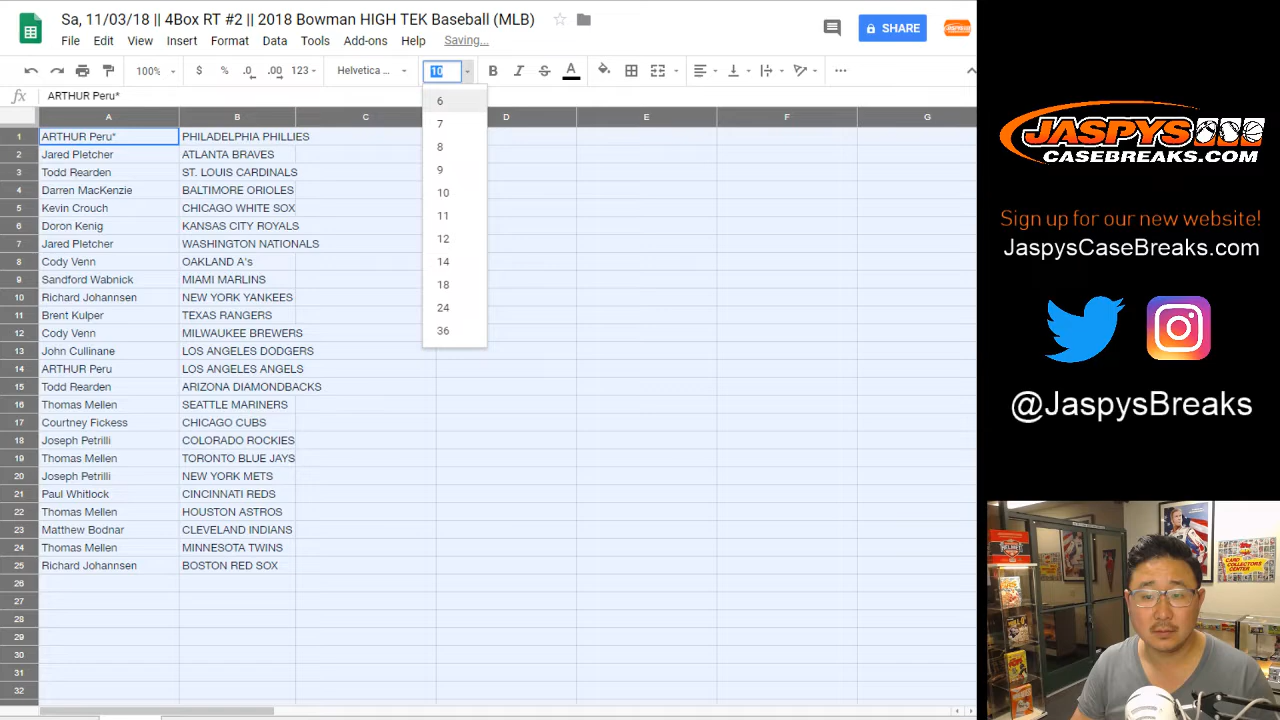 Sa, 11/03/18 || 4Box RT #2 || 2018 Bowman HIGH TEK Baseball (MLB)
File Edit View Insert Format Data Tools Add-ons Help Saving...
SHARE
100% $ % .0 .00 123 Helvetica ... 10 B I S A
fx ARTHUR Peru*
A B C D E F G
1 ARTHUR Peru* PHILADELPHIA PHILLIES
2 Jared Pletcher ATLANTA BRAVES
3 Todd Rearden ST. LOUIS CARDINALS
4 Darren MacKenzie BALTIMORE ORIOLES
5 Kevin Crouch CHICAGO WHITE SOX
6 Doron Kenig KANSAS CITY ROYALS
7 Jared Pletcher WASHINGTON NATIONALS
8 Cody Venn OAKLAND A's
9 Sandford Wabnick MIAMI MARLINS
10 Richard Johannsen NEW YORK YANKEES
11 Brent Kulper TEXAS RANGERS
12 Cody Venn MILWAUKEE BREWERS
13 John Cullinane LOS ANGELES DODGERS
14 ARTHUR Peru LOS ANGELES ANGELS
15 Todd Rearden ARIZONA DIAMONDBACKS
16 Thomas Mellen SEATTLE MARINERS
17 Courtney Fickess CHICAGO CUBS
18 Joseph Petrilli COLORADO ROCKIES
19 Thomas Mellen TORONTO BLUE JAYS
20 Joseph Petrilli NEW YORK METS
21 Paul Whitlock CINCINNATI REDS
22 Thomas Mellen HOUSTON ASTROS
23 Matthew Bodnar CLEVELAND INDIANS
24 Thomas Mellen MINNESOTA TWINS
25 Richard Johannsen BOSTON RED SOX
26
27
28
29
30
31
32
6
7
8
9
10
11
12
14
18
24
36
JASPYS
CASEBREAKS.COM
Sign up for our new website!
JaspysCaseBreaks.com
@JaspysBreaks
HELMET
topps
CARD
COLLECTORS
CENTER